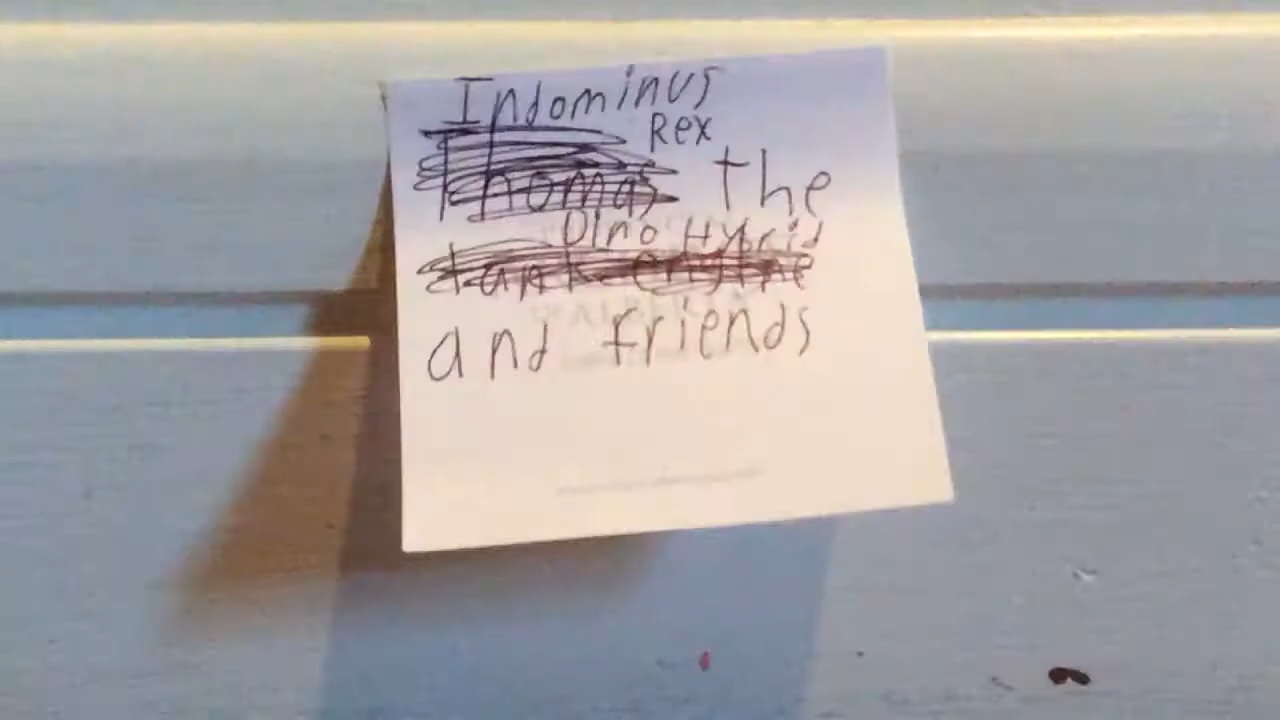 Indominus
Rex
Thomas the
Dino Hybrid
tank engine
and friends